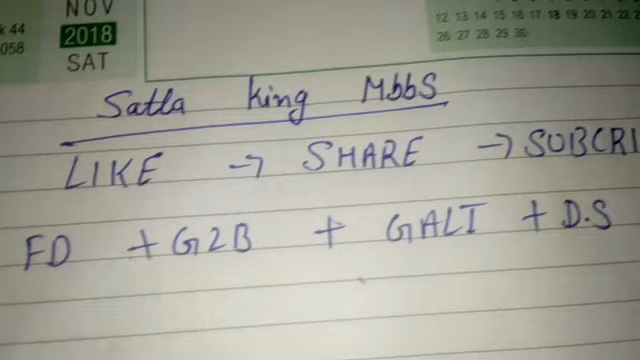 k 44
058
NOV
2018
SAT
12 13 14 15 16 17 18 19 20 21 22 2
26 27 28 29 30
Satta king MbbS
LIKE → SHARE → SUBCRI
FD + G2B + GALI + D.S